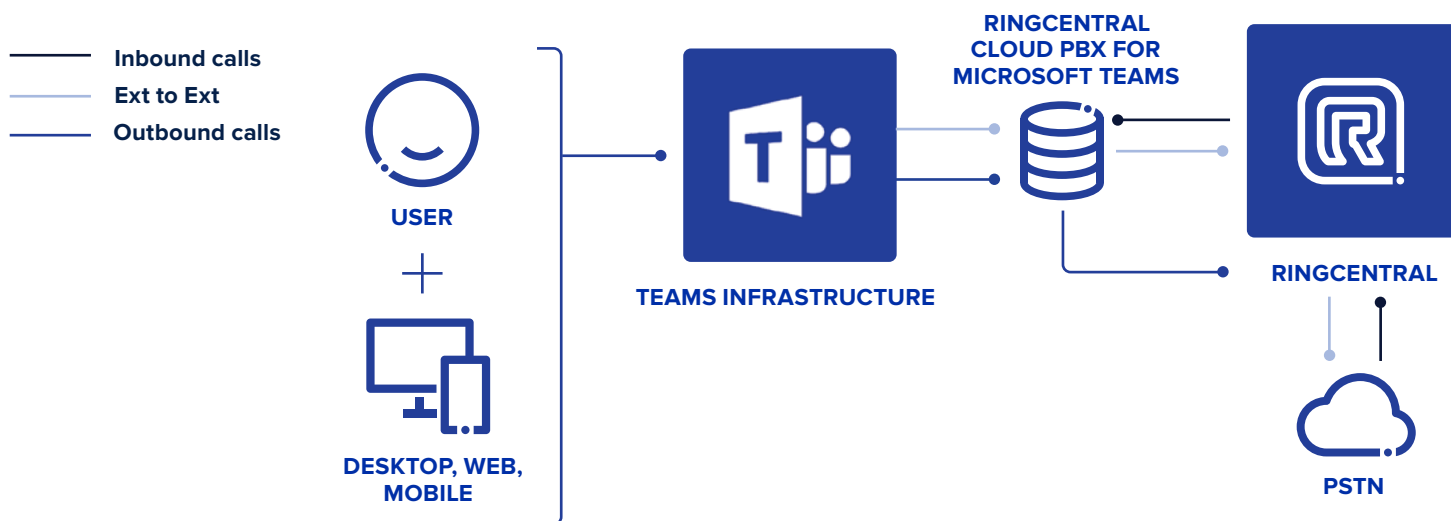 Inbound calls
Ext to Ext
Outbound calls
USER
DESKTOP, WEB,
MOBILE
T
TEAMS INFRASTRUCTURE
RINGCENTRAL
CLOUD PBX FOR
MICROSOFT TEAMS
R
RINGCENTRAL
PSTN